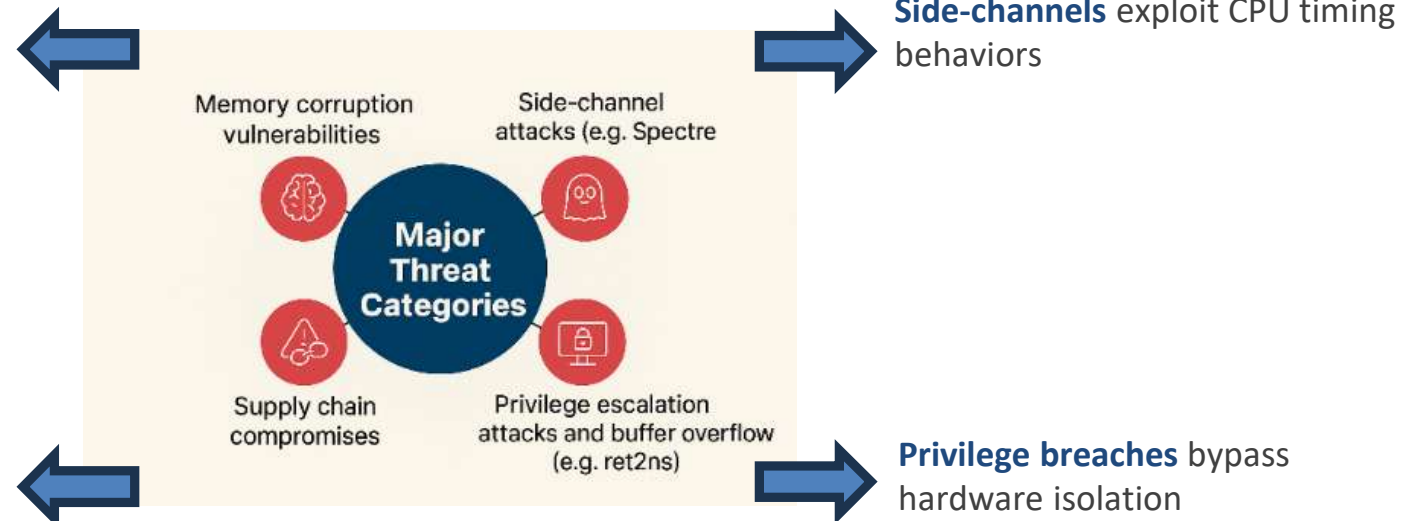 Side-channels exploit CPU timing
behaviors
Memory corruption
vulnerabilities
Side-channel
attacks (e.g. Spectre
Major
Threat
Categories
Supply chain
compromises
Privilege escalation
attacks and buffer overflow
(e.g. ret2ns)
Privilege breaches bypass
hardware isolation